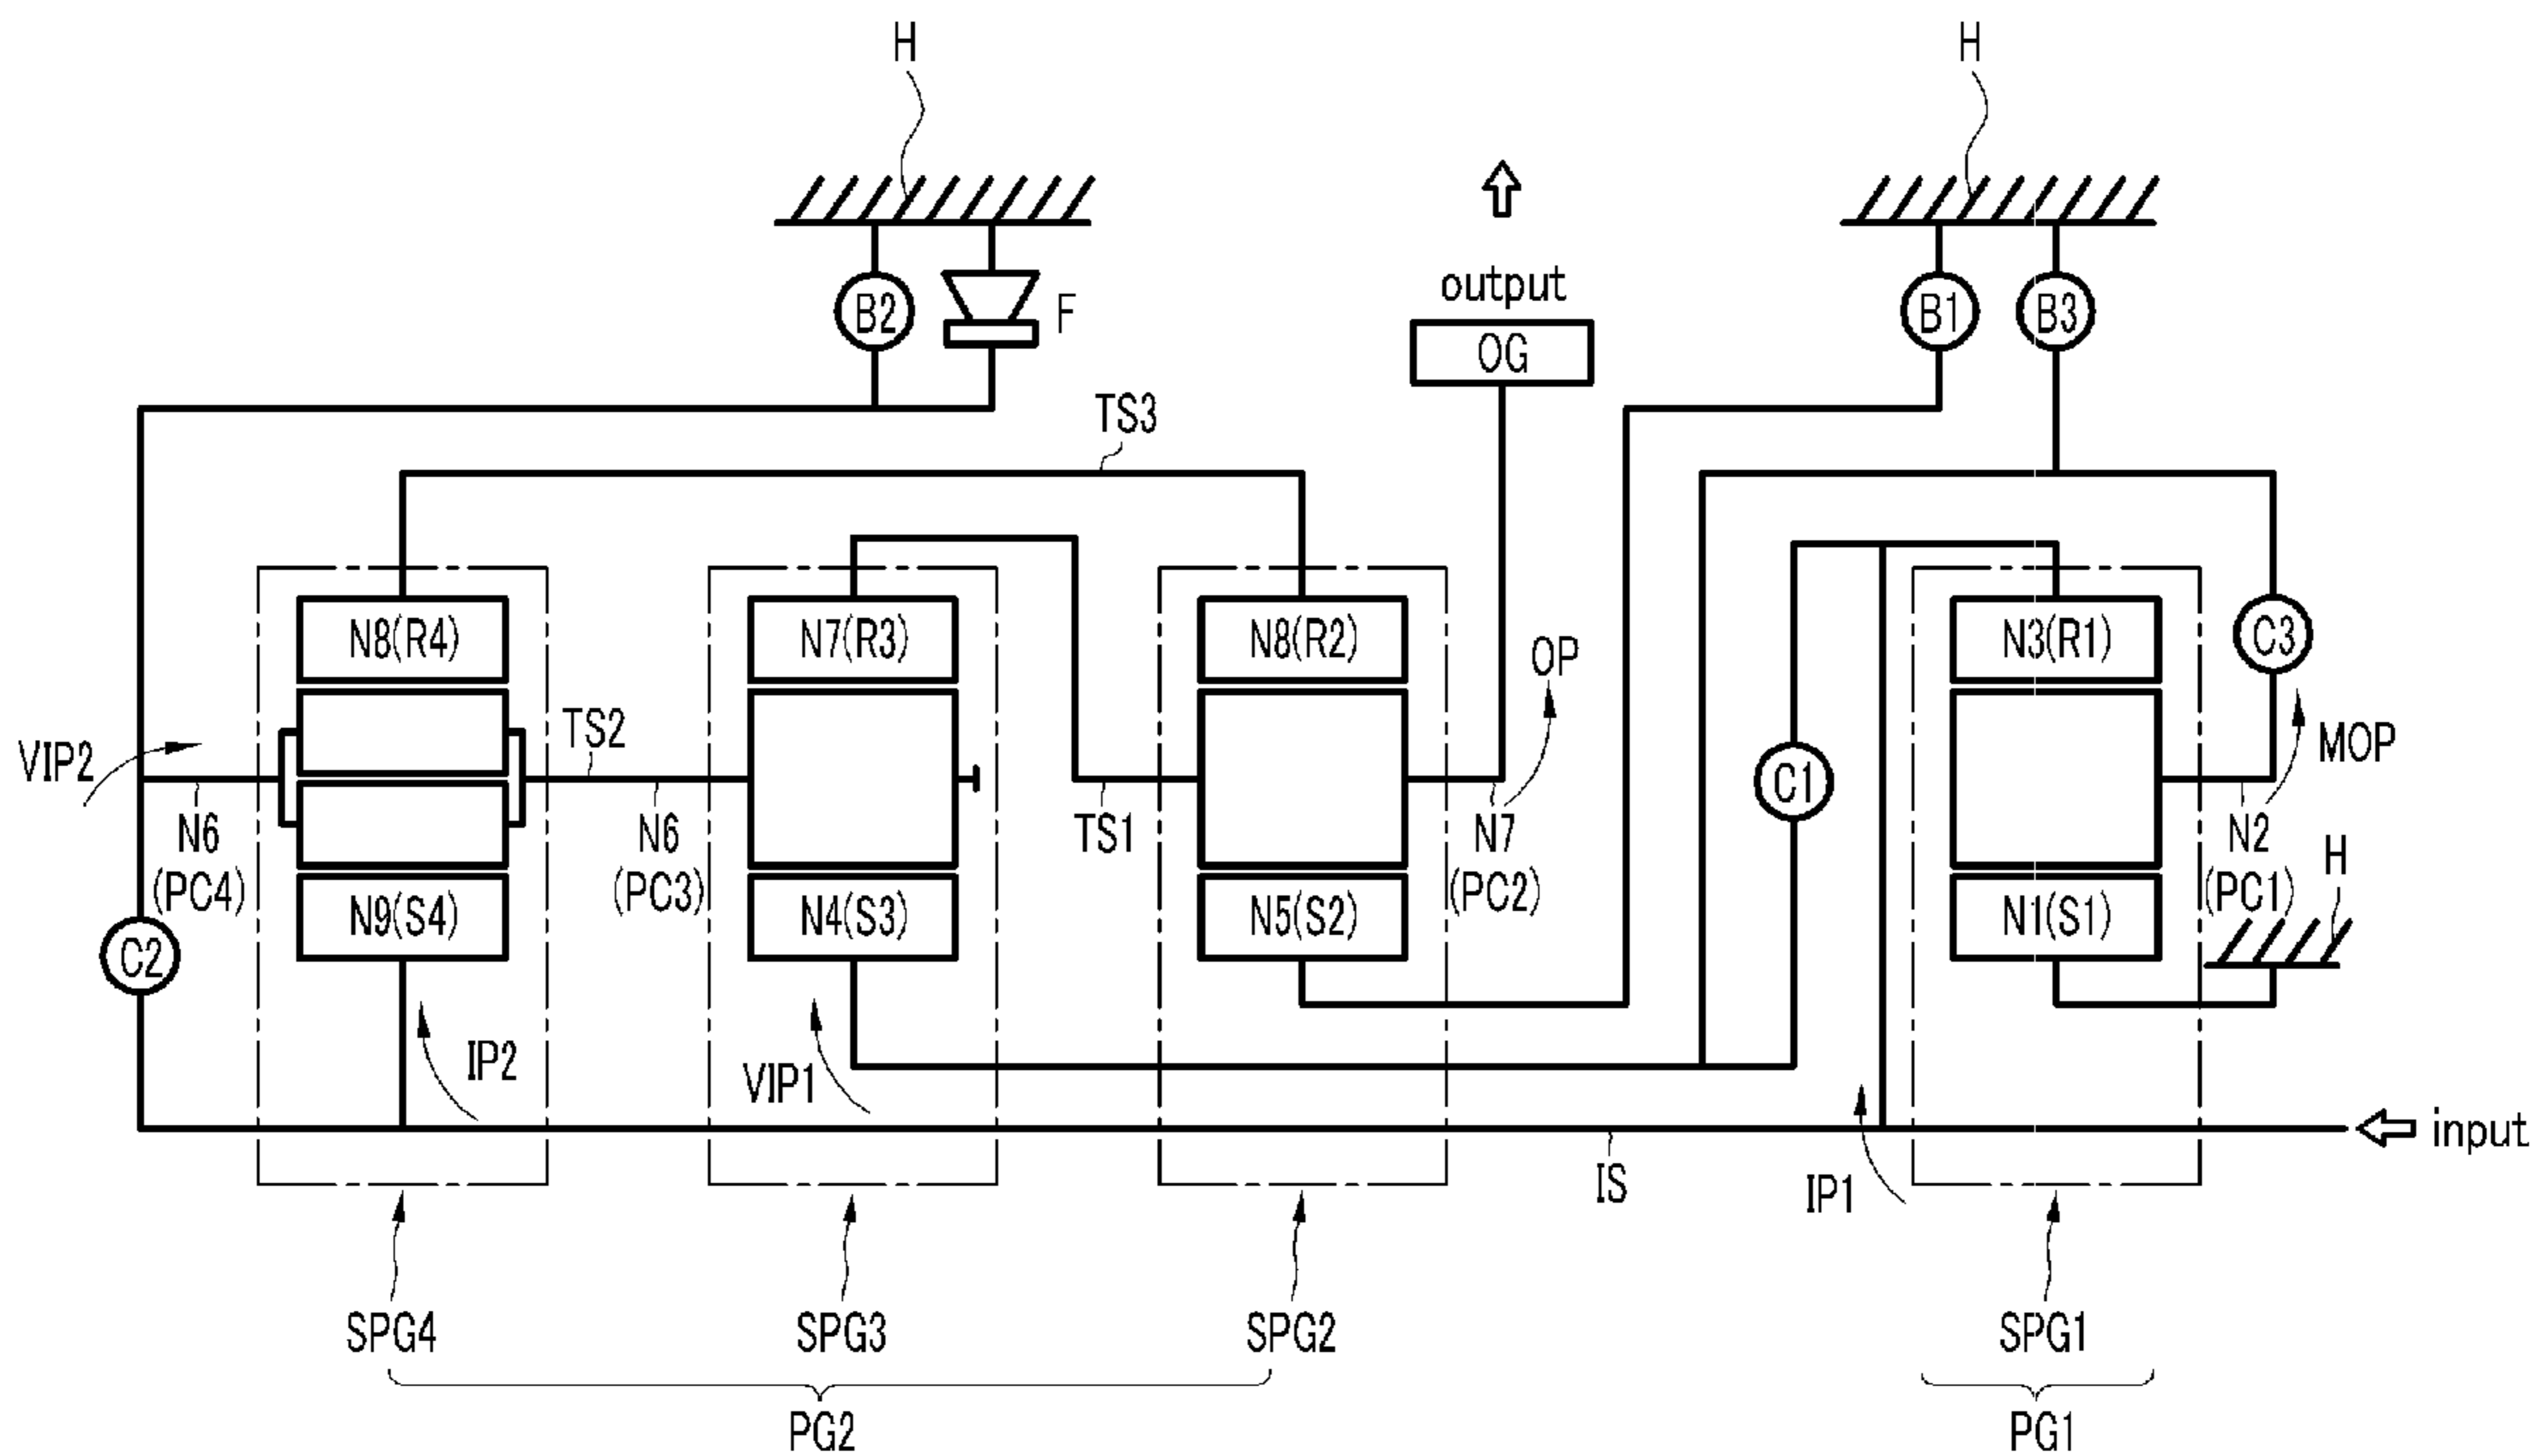 H H
output
B2 F OG B1 B3
TS3
N8(R4) N7(R3) N8(R2) OP N3(R1) C3
VIP2 TS2 C1 MOP
N6 N6 TS1 N7 N2 H
(PC4) (PC3) (PC2) (PC1)
C2 N9(S4) N4(S3) N5(S2) N1(S1)
IP2 VIP1
input
IS IP1
SPG4 SPG3 SPG2 SPG1
PG2 PG1